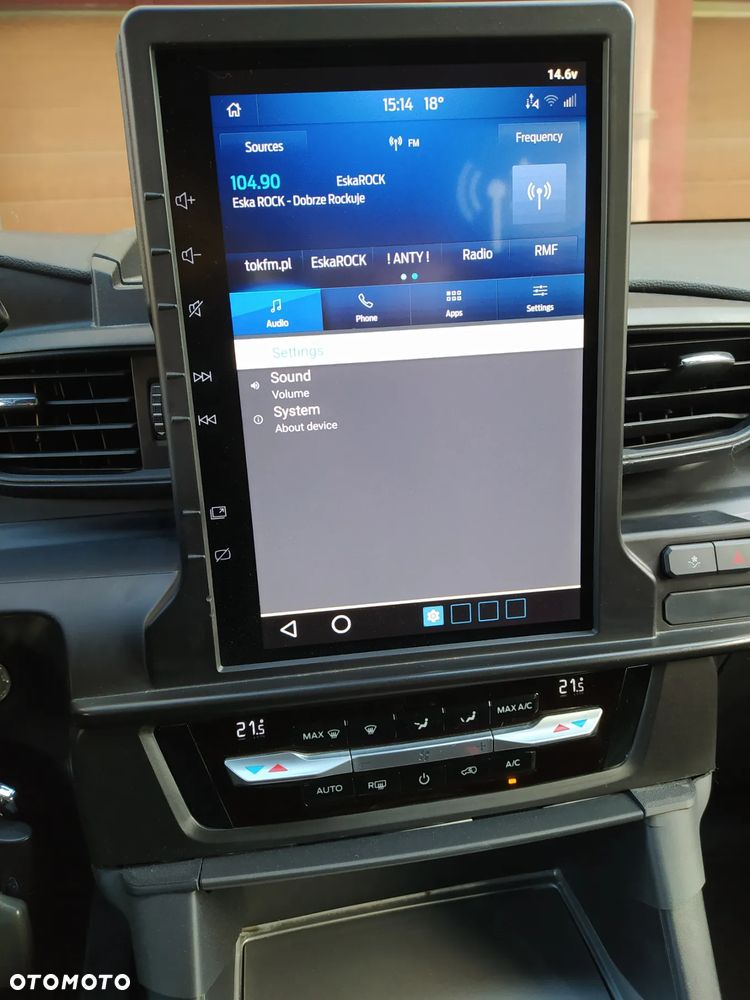 14.6v
15:14 18°
Sources
FM
Frequency
104.90 EskaROCK
Eska ROCK - Dobrze Rockuje
tokfm.pl EskaROCK ! ANTY ! Radio RMF
Audio Phone Apps Settings
Settings
Sound
Volume
System
About device
21.5 21.5
MAX MAX A/C
AUTO R A/C
OTOMOTO